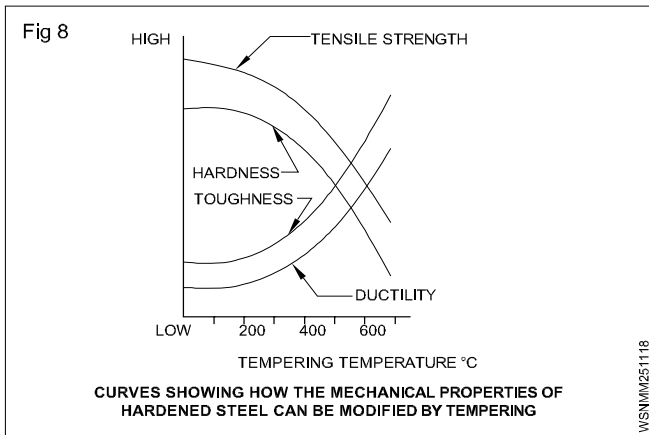 Fig 8
HIGH
TENSILE STRENGTH
HARDNESS
TOUGHNESS
DUCTILITY
LOW
200 400 600
TEMPERING TEMPERATURE °C
CURVES SHOWING HOW THE MECHANICAL PROPERTIES OF
HARDENED STEEL CAN BE MODIFIED BY TEMPERING
WSNMM251118